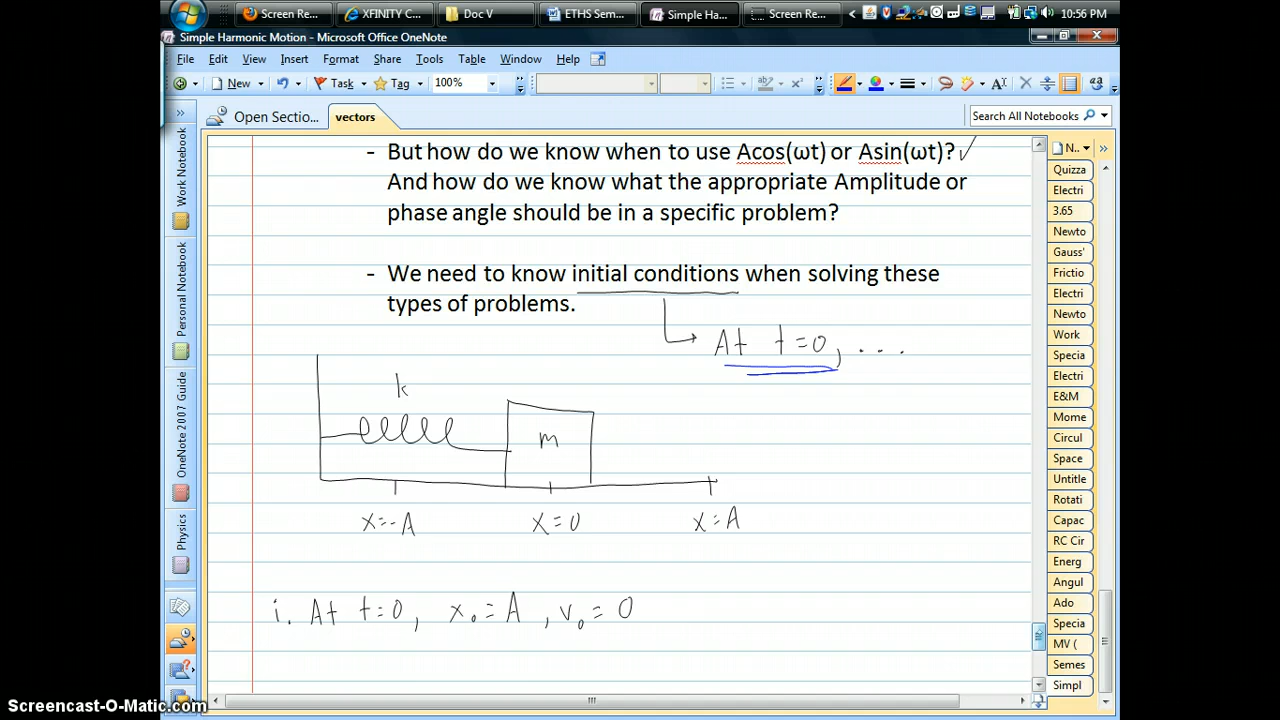 Screen Re...
XFINITY C...
Doc V
ETHS Sem...
Simple Ha...
Screen Re...
10:56 PM
Simple Harmonic Motion - Microsoft Office OneNote
File Edit View Insert Format Share Tools Table Window Help
New Task Tag 100%
Open Sectio... vectors
Search All Notebooks
- But how do we know when to use Acos(ωt) or Asin(ωt)? ✓
And how do we know what the appropriate Amplitude or
phase angle should be in a specific problem?
- We need to know initial conditions when solving these
types of problems.
At t=0, ...
k
m
x=-A x=0 x=A
i. At t=0, x₀=A, v₀=0
Work Notebook
Personal Notebook
OneNote 2007 Guide
Physics
N..
Quizza
Electri
3.65
Newto
Gauss'
Frictio
Electri
Newto
Work
Specia
Electri
E&M
Mome
Circul
Space
Untitle
Rotati
Capac
RC Cir
Energ
Angul
Ado
Specia
MV (
Semes
Simpl
Screencast-O-Matic.com